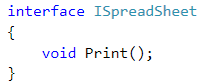 interface ISpreadSheet
{
    void Print();
}